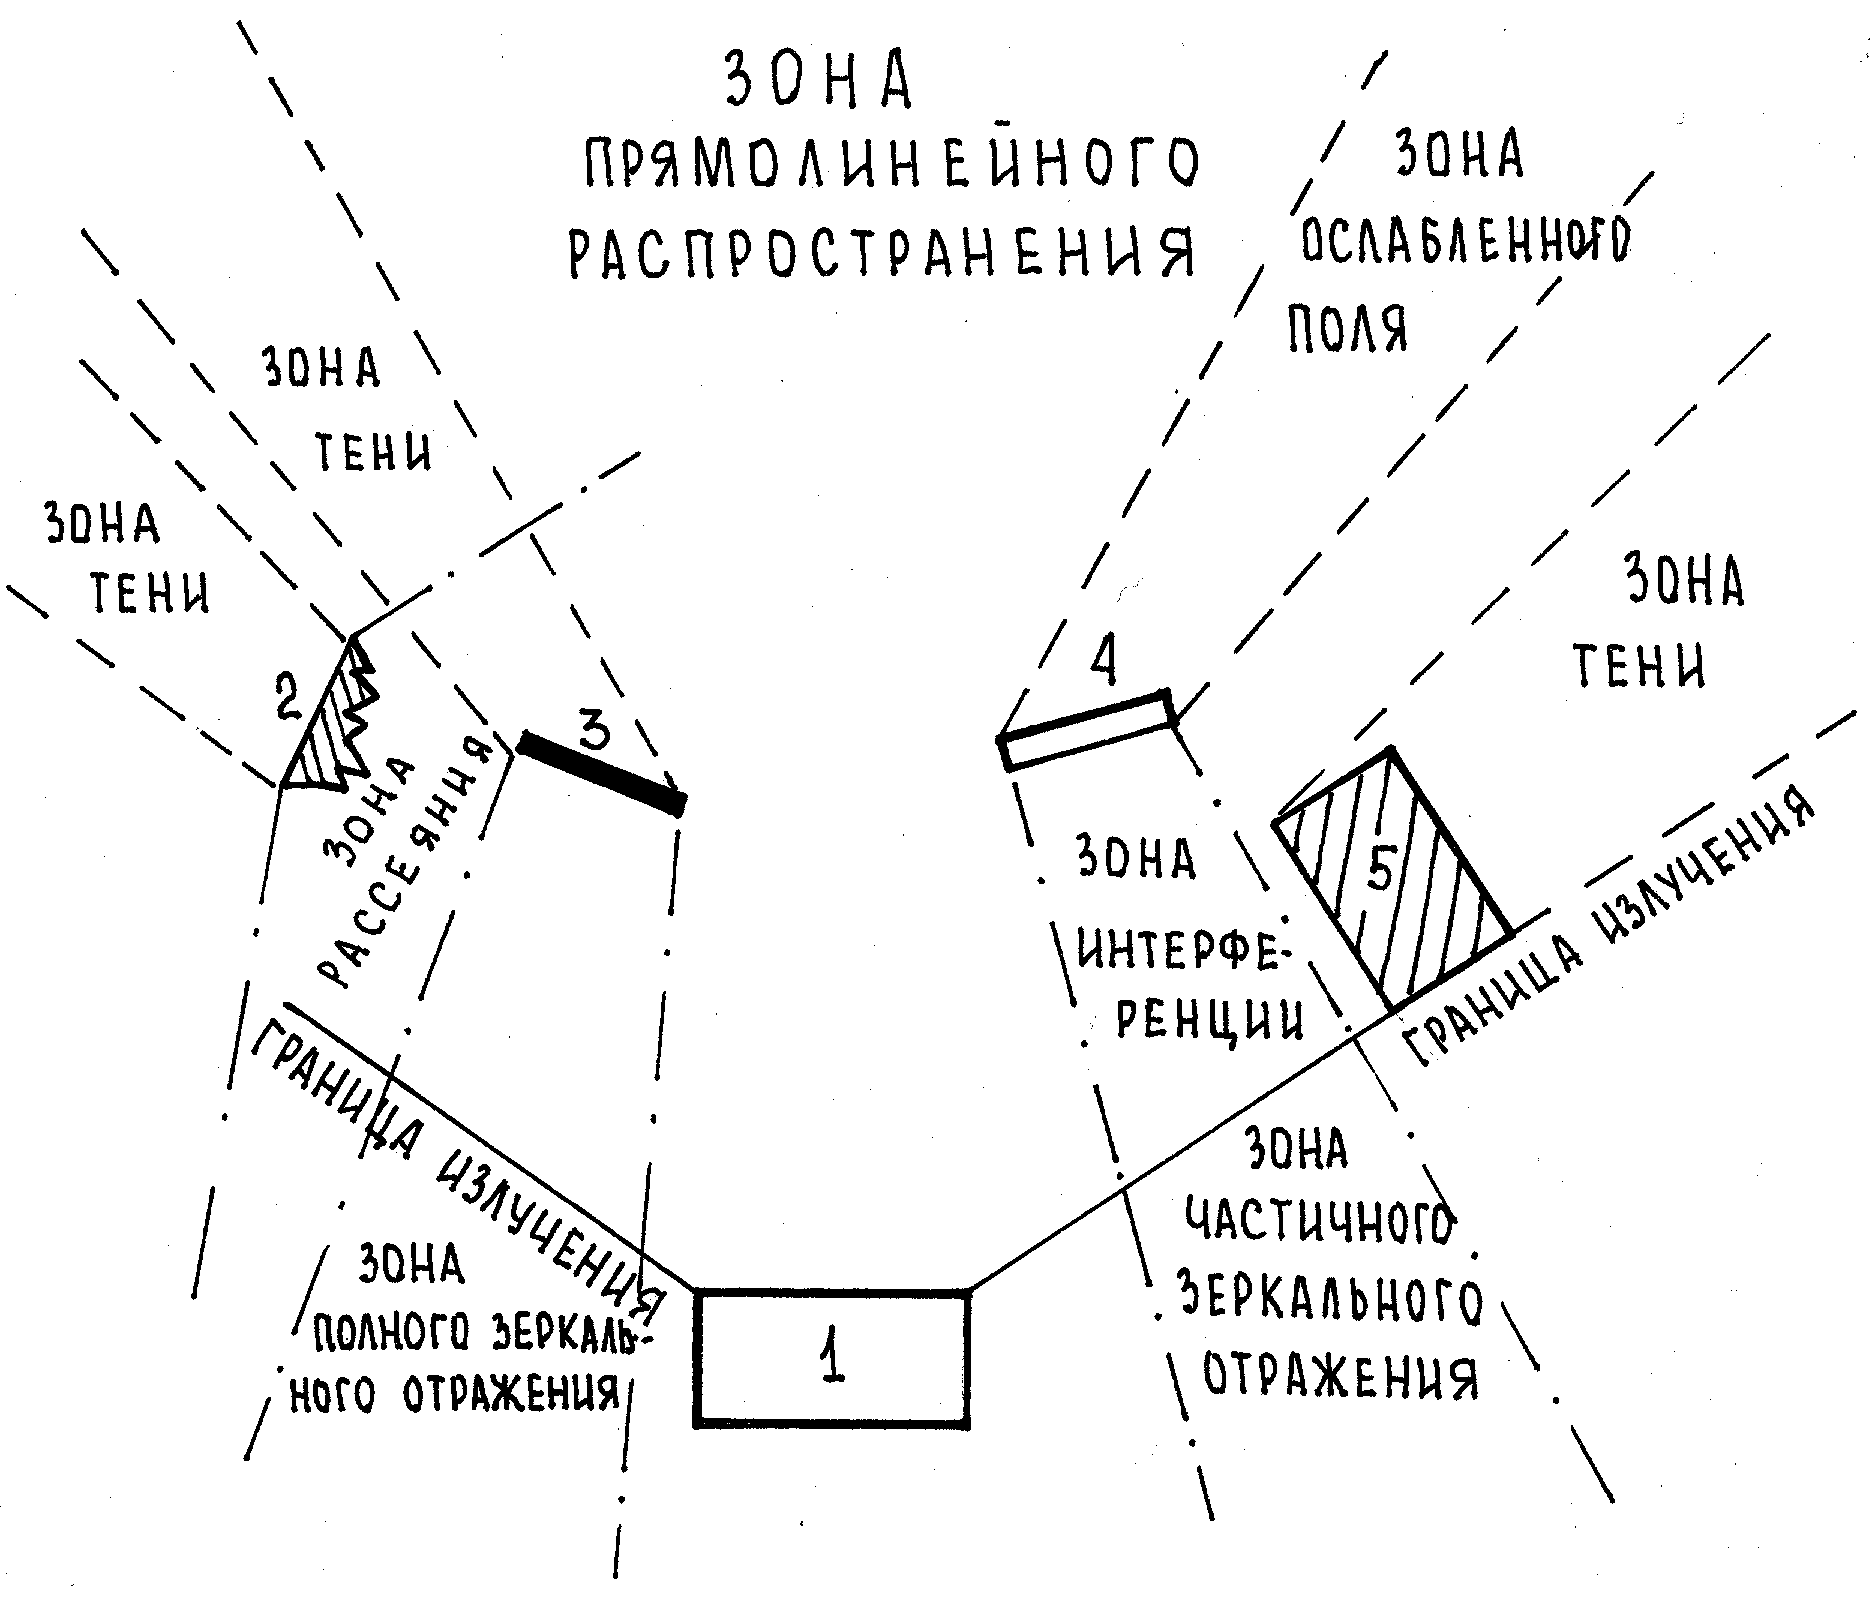 ЗОНА
ПРЯМОЛИНЕЙНОГО
РАСПРОСТРАНЕНИЯ
ЗОНА
ОСЛАБЛЕННОГО
ПОЛЯ
ЗОНА
ТЕНИ
ЗОНА
ТЕНИ
ЗОНА
ТЕНИ
2
3
4
5
ЗОНА
РАССЕЯНИЯ
ЗОНА
ИНТЕРФЕ-
РЕНЦИИ
ГРАНИЦА ИЗЛУЧЕНИЯ
ГРАНИЦА ИЗЛУЧЕНИЯ
ЗОНА
ПОЛНОГО ЗЕРКАЛЬ-
НОГО ОТРАЖЕНИЯ
1
ЗОНА
ЧАСТИЧНОГО
ЗЕРКАЛЬНОГО
ОТРАЖЕНИЯ